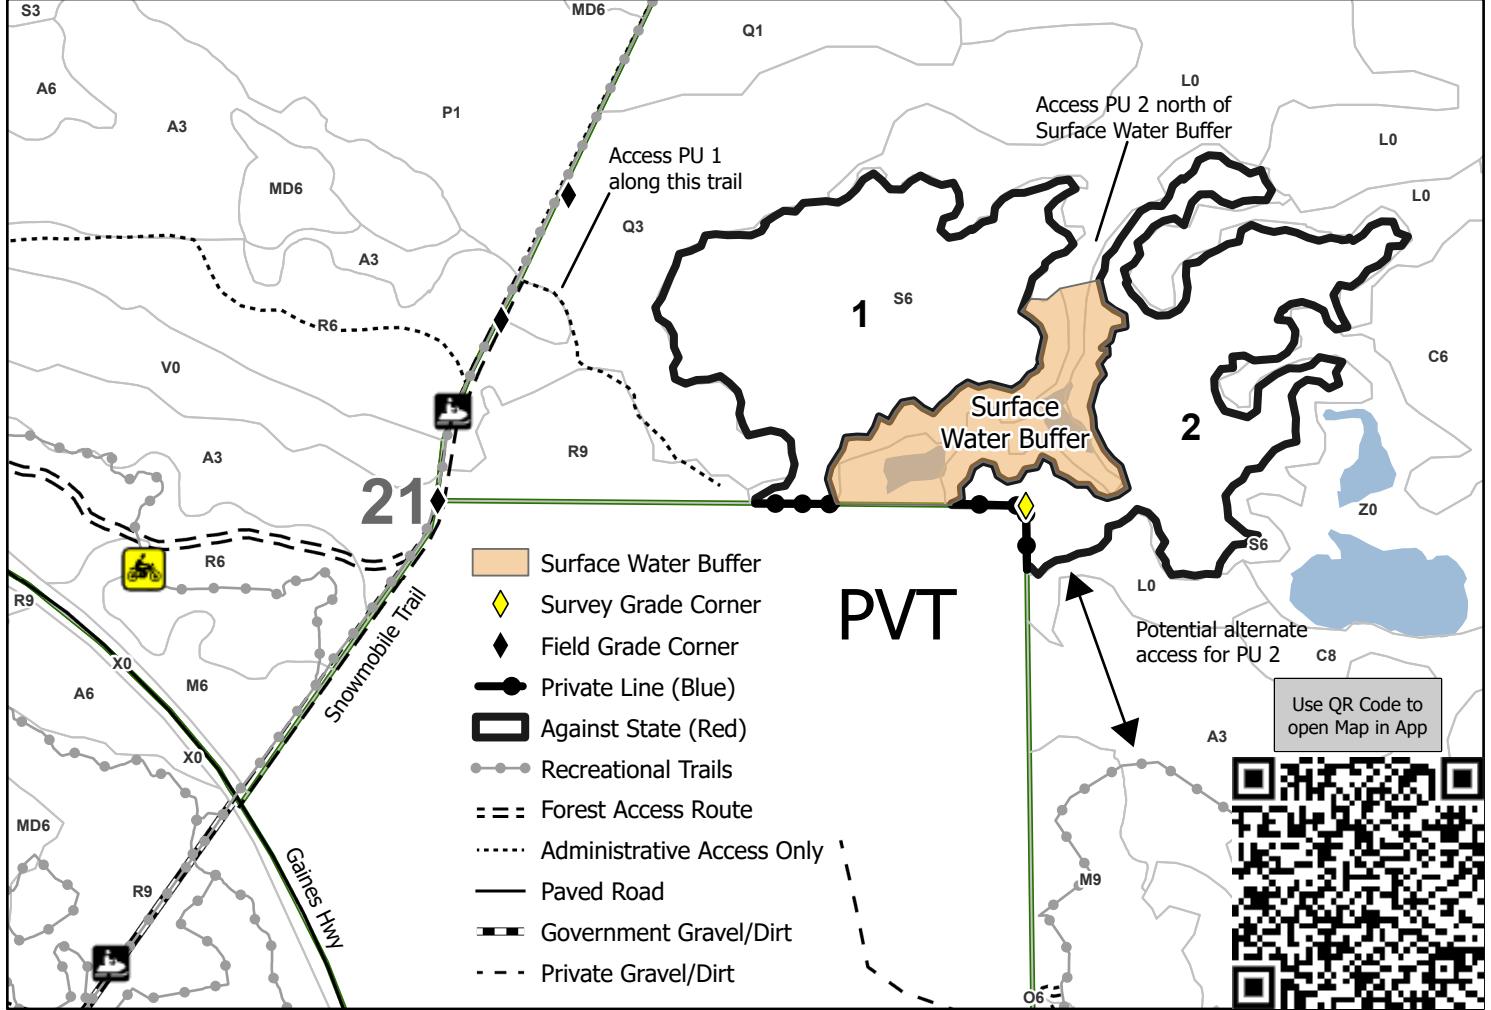 S3
MD6
Q1
A6
P1
A3
L0
Access PU 2 north of
Surface Water Buffer
L0
Access PU 1
along this trail
MD6
L0
Q3
A3
S6
1
R6
V0
C6
Surface
Water Buffer
2
A3
R9
21
Z0
S6
R6
L0
R9
PVT
Surface Water Buffer
Survey Grade Corner
Field Grade Corner
Private Line (Blue)
Against State (Red)
Recreational Trails
Forest Access Route
Administrative Access Only
Paved Road
Government Gravel/Dirt
Private Gravel/Dirt
Snowmobile Trail
Potential alternate
access for PU 2
C8
X0
M6
A6
Use QR Code to
open Map in App
A3
X0
MD6
R9
Gaines Hwy
M9
O6